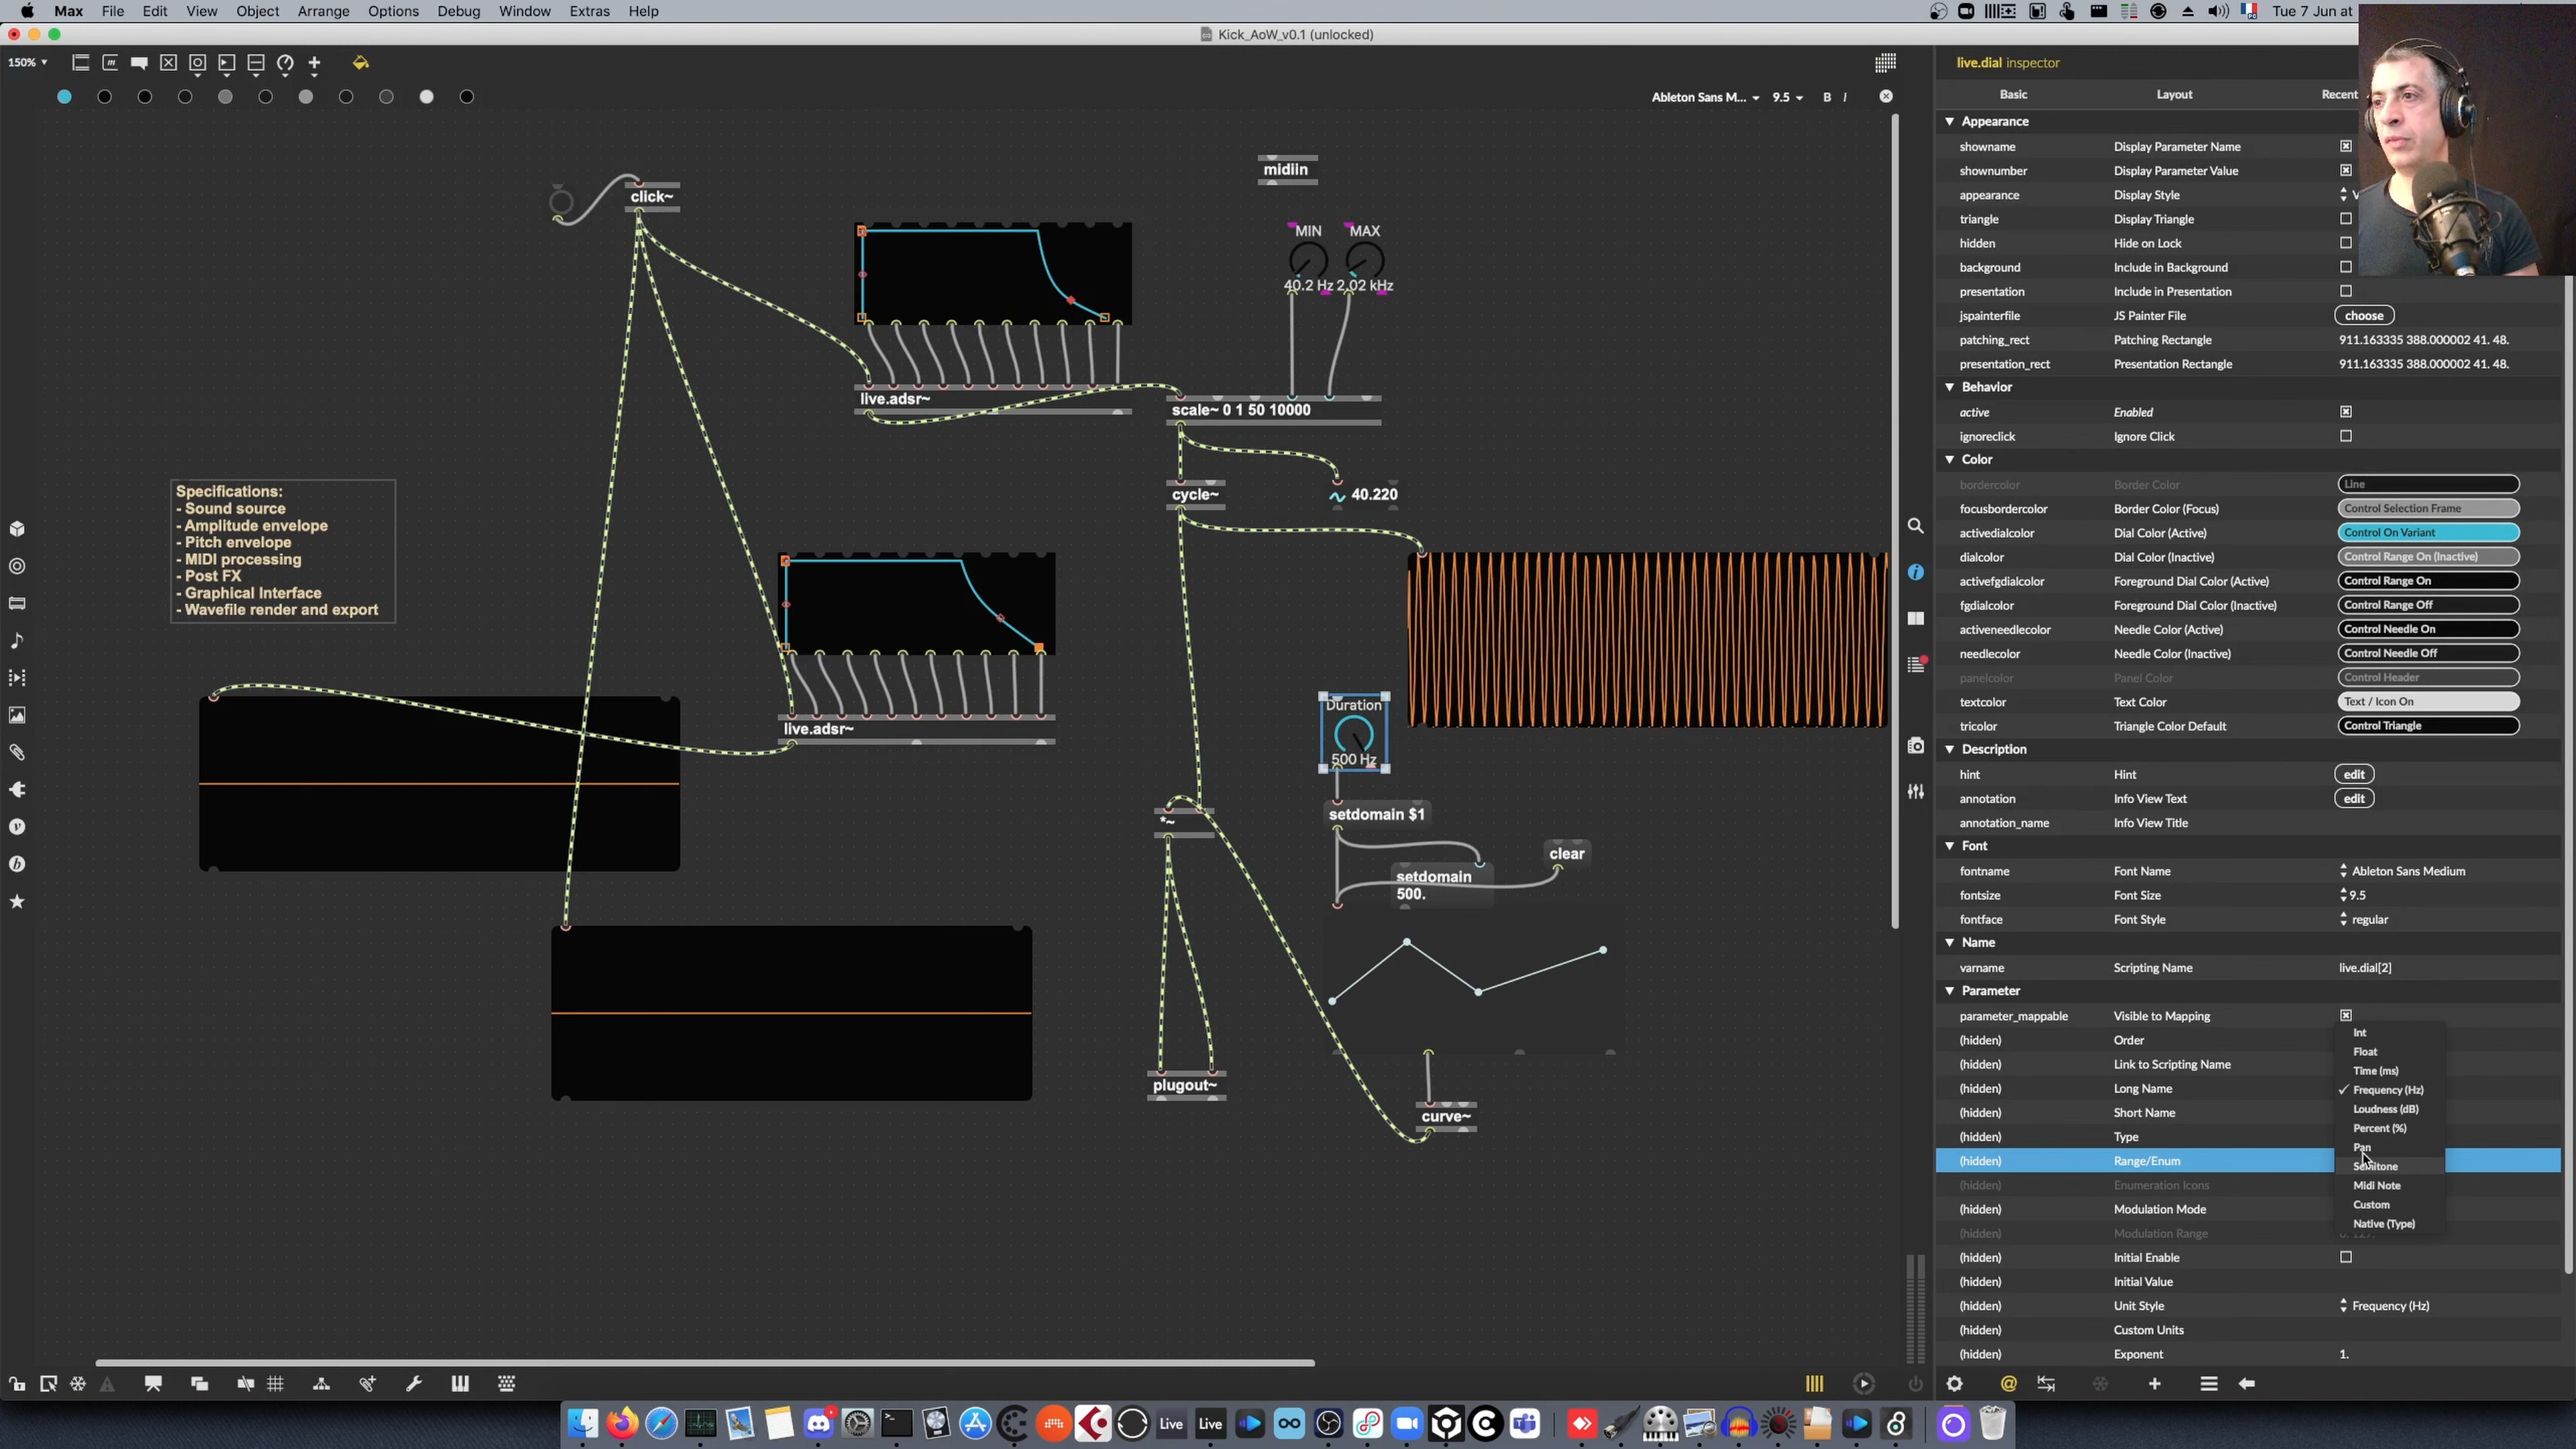 Max File Edit View Object Arrange Options Debug Window Extras Help
Tue 7 Jun at
Kick_AoW_v0.1 (unlocked)
150%
Ableton Sans M... 9.5 B I
click~
midiin
MIN MAX
40.2 Hz 2.02 kHz
live.adsr~
scale~ 0 1 50 10000
cycle~
40.220
Specifications:
- Sound source
- Amplitude envelope
- Pitch envelope
- MIDI processing
- Post FX
- Graphical Interface
- Wavefile render and export
live.adsr~
Duration
500 Hz
setdomain $1
*~
clear
setdomain
500.
plugout~
curve~
live.dial inspector
Basic Layout Recent
Appearance
showname Display Parameter Name
shownumber Display Parameter Value
appearance Display Style V
triangle Display Triangle
hidden Hide on Lock
background Include in Background
presentation Include in Presentation
jspainterfile JS Painter File choose
patching_rect Patching Rectangle 911.163335 388.000002 41. 48.
presentation_rect Presentation Rectangle 911.163335 388.000002 41. 48.
Behavior
active Enabled
ignoreclick Ignore Click
Color
bordercolor Border Color Line
focusbordercolor Border Color (Focus) Control Selection Frame
activedialcolor Dial Color (Active) Control On Variant
dialcolor Dial Color (Inactive) Control Range On (Inactive)
activefgdialcolor Foreground Dial Color (Active) Control Range On
fgdialcolor Foreground Dial Color (Inactive) Control Range Off
activeneedlecolor Needle Color (Active) Control Needle On
needlecolor Needle Color (Inactive) Control Needle Off
panelcolor Panel Color Control Header
textcolor Text Color Text / Icon On
tricolor Triangle Color Default Control Triangle
Description
hint Hint edit
annotation Info View Text edit
annotation_name Info View Title
Font
fontname Font Name Ableton Sans Medium
fontsize Font Size 9.5
fontface Font Style regular
Name
varname Scripting Name live.dial[2]
Parameter
parameter_mappable Visible to Mapping
(hidden) Order
(hidden) Link to Scripting Name
(hidden) Long Name
(hidden) Short Name
(hidden) Type
(hidden) Range/Enum
(hidden) Enumeration Icons
(hidden) Modulation Mode
(hidden) Modulation Range
(hidden) Initial Enable
(hidden) Initial Value
(hidden) Unit Style Frequency (Hz)
(hidden) Custom Units
(hidden) Exponent 1.
Int
Float
Time (ms)
Frequency (Hz)
Loudness (dB)
Percent (%)
Pan
Semitone
Midi Note
Custom
Native (Type)
Live Live